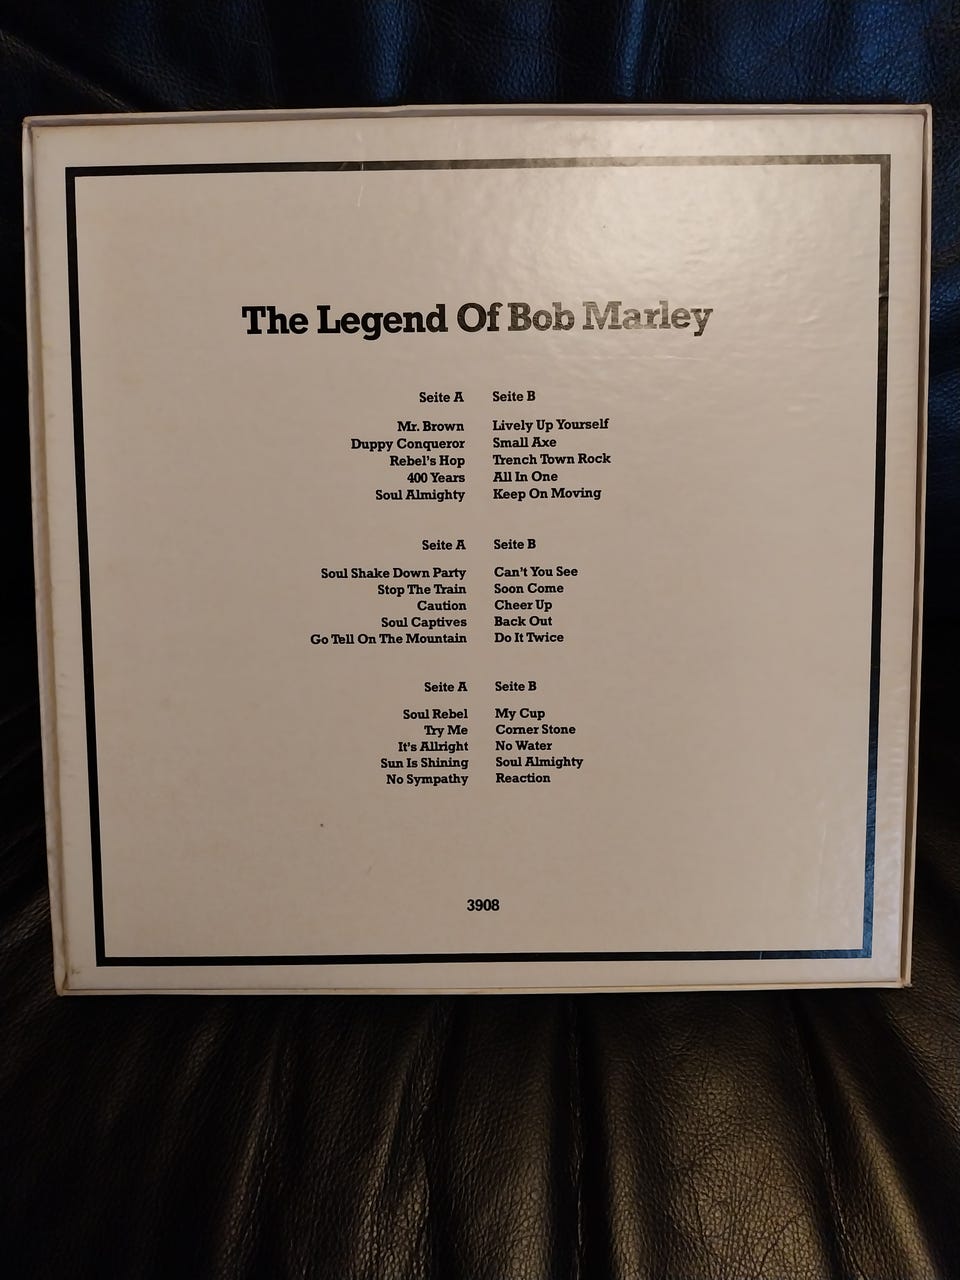 The Legend Of Bob Marley
Seite A Seite B
Mr. Brown Lively Up Yourself
Duppy Conqueror Small Axe
Rebel's Hop Trench Town Rock
400 Years All In One
Soul Almighty Keep On Moving
Seite A Seite B
Soul Shake Down Party Can't You See
Stop The Train Soon Come
Caution Cheer Up
Soul Captives Back Out
Go Tell On The Mountain Do It Twice
Seite A Seite B
Soul Rebel My Cup
Try Me Corner Stone
It's Allright No Water
Sun Is Shining Soul Almighty
No Sympathy Reaction
3908